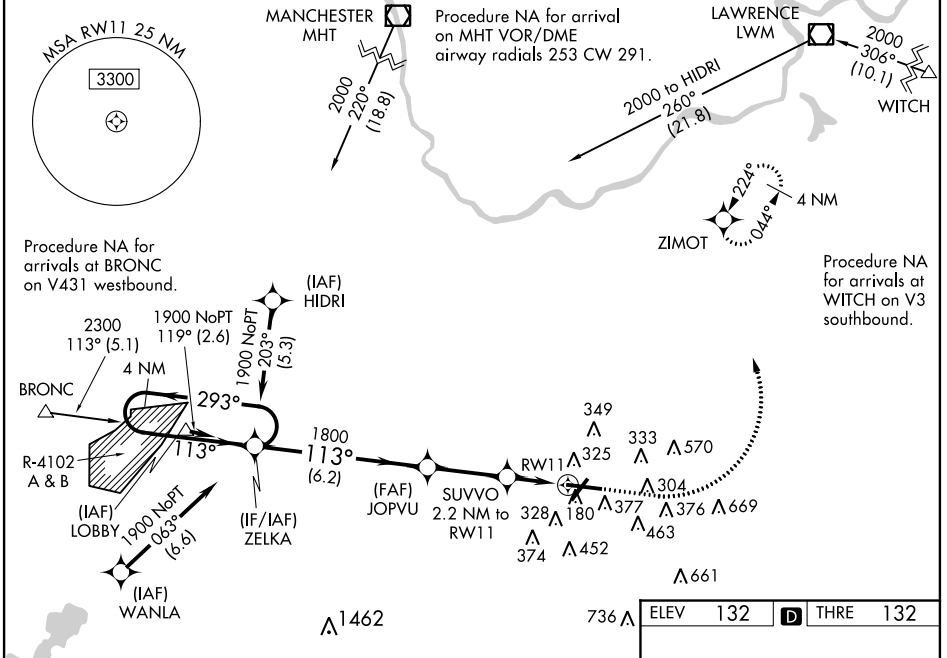 MSA RW11 25 NM
3300
MANCHESTER
MHT
2000
220°
(18.8)
Procedure NA for arrival
on MHT VOR/DME
airway radials 253 CW 291.
LAWRENCE
LWM
2000
306°
(10.1)
WITCH
2000 to HIDRI
260°
(21.8)
224°
044°
4 NM
ZIMOT
Procedure NA
for arrivals at
WITCH on V3
southbound.
Procedure NA for
arrivals at BRONC
on V431 westbound.
(IAF)
HIDRI
1900 NoPT
203°
(5.3)
2300
113° (5.1)
1900 NoPT
119° (2.6)
4 NM
BRONC
293°
113°
R-4102
A & B
(IAF)
LOBBY
1900 NoPT
063°
(6.6)
(IAF)
WANLA
(IF/IAF)
ZELKA
1800
113°
(6.2)
(FAF)
JOPVU
SUVVO
2.2 NM to
RW11
RW11
349
325
333
570
304
180
377
376
669
328
463
374
452
661
1462
736
ELEV 132 D THRE 132